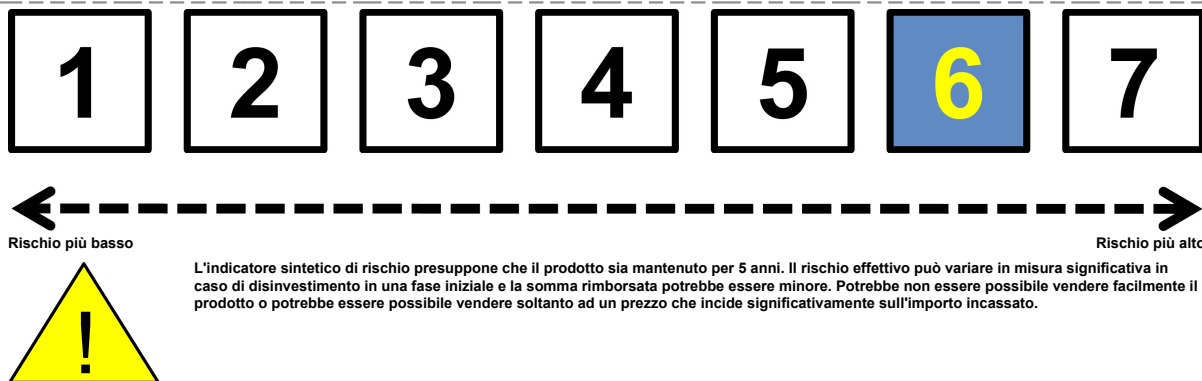 1 2 3 4 5 6 7
Rischio più basso Rischio più alto
L'indicatore sintetico di rischio presuppone che il prodotto sia mantenuto per 5 anni. Il rischio effettivo può variare in misura significativa in
caso di disinvestimento in una fase iniziale e la somma rimborsata potrebbe essere minore. Potrebbe non essere possibile vendere facilmente il
prodotto o potrebbe essere possibile vendere soltanto ad un prezzo che incide significativamente sull'importo incassato.
!